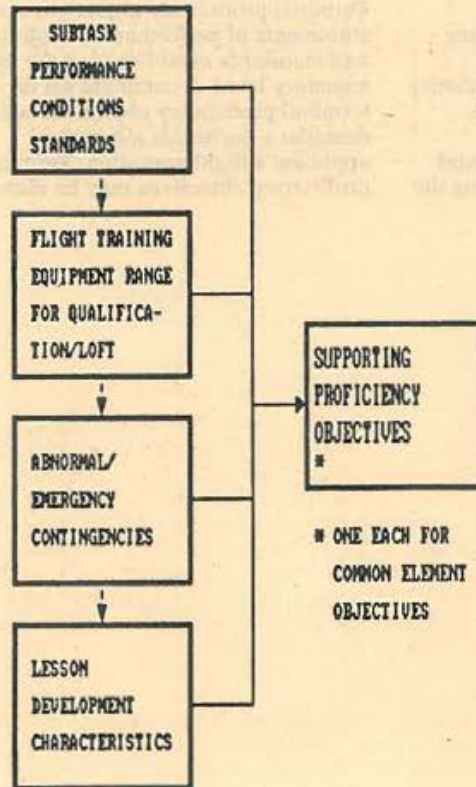 SUBTASK
PERFORMANCE
CONDITIONS
STANDARDS
FLIGHT TRAINING
EQUIPMENT RANGE
FOR QUALIFICA-
TION/LOFT
ABNORMAL/
EMERGENCY
CONTINGENCIES
LESSON
DEVELOPMENT
CHARACTERISTICS
SUPPORTING
PROFICIENCY
OBJECTIVES
*
* ONE EACH FOR
COMMON ELEMENT
OBJECTIVES